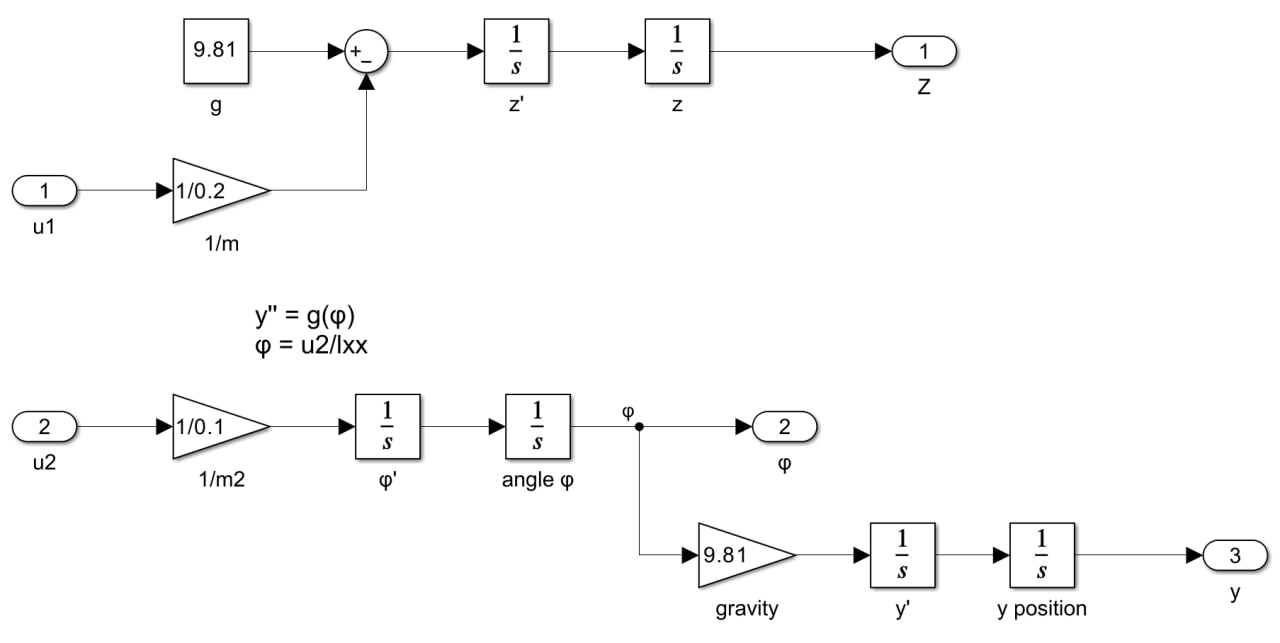 9.81
+
−
1
s
1
s
1
g
z'
z
Z
1
1/0.2
u1
1/m
y" = g(φ)
φ = u2/Ixx
2
1/0.1
1
s
1
s
φ
2
u2
1/m2
φ'
angle φ
φ
9.81
1
s
1
s
3
gravity
y'
y position
y